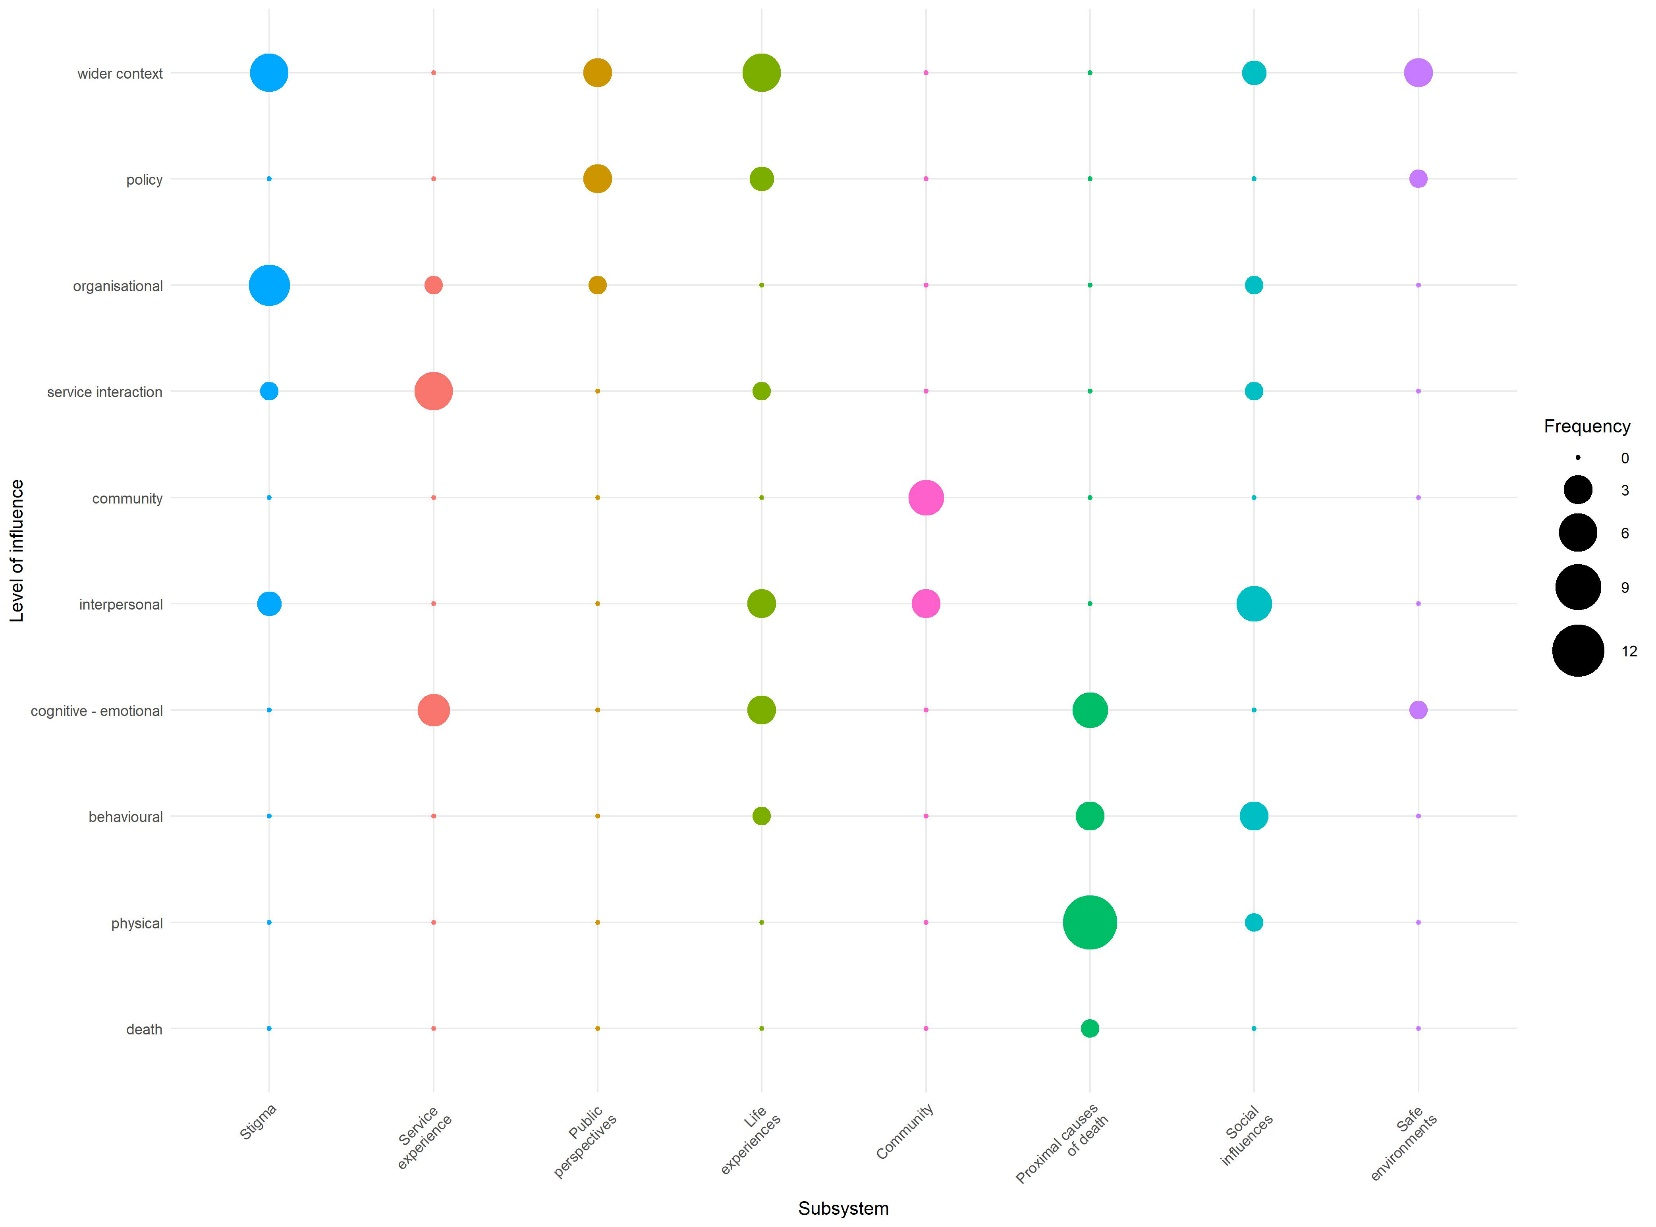 wider context
policy
organisational
service interaction
community
interpersonal
cognitive - emotional
behavioural
physical
death
Level of influence
Stigma
Service
experience
Public
perspectives
Life
experiences
Community
Proximal causes
of death
Social
influences
Safe
environments
Subsystem
Frequency
0
3
6
9
12